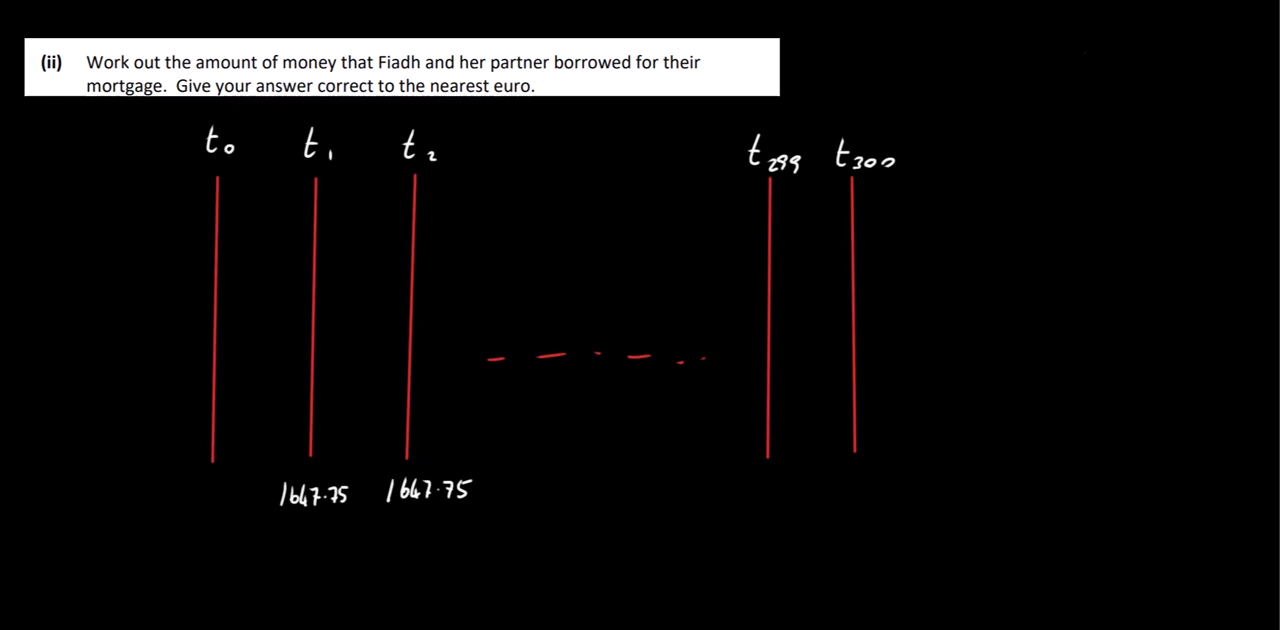 (ii) Work out the amount of money that Fiadh and her partner borrowed for their
mortgage. Give your answer correct to the nearest euro.
t₀ t₁ t₂ t₂₉₉ t₃₀₀
1647.75 1647.75